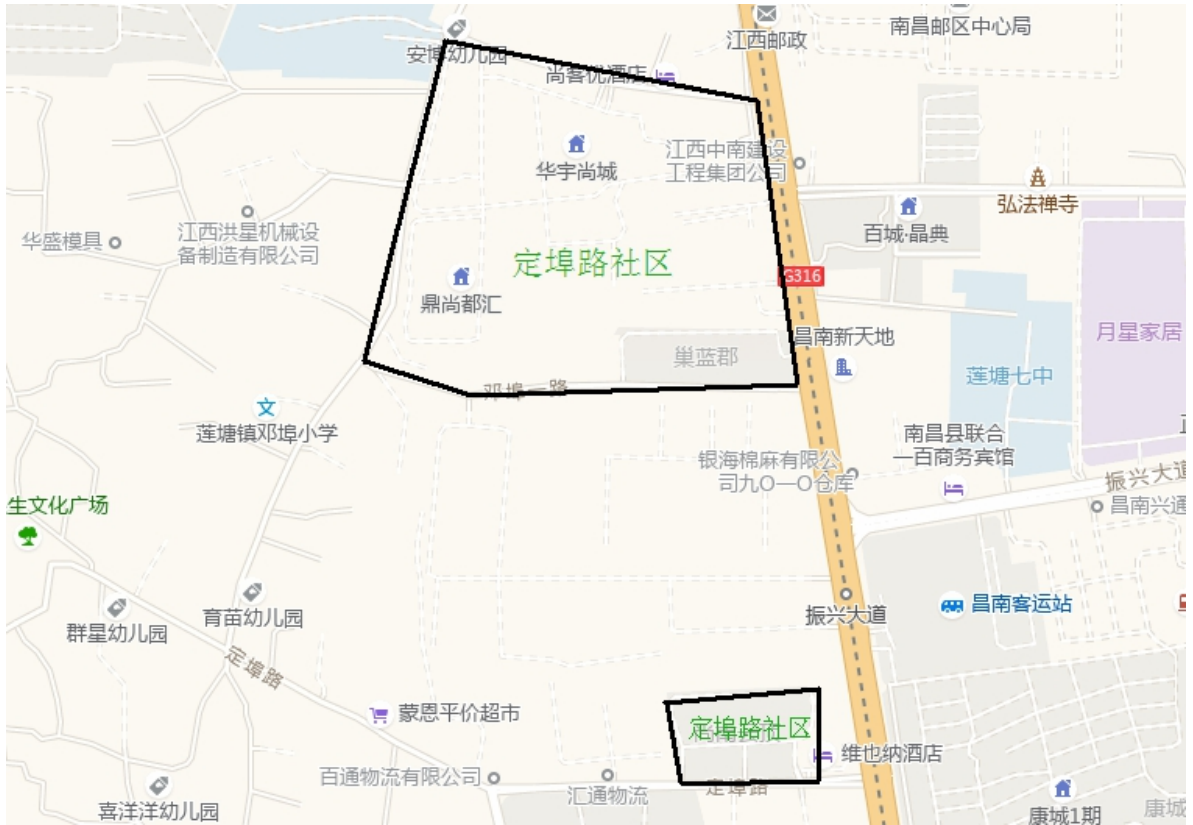 江西邮政
南昌邮区中心局
安博幼儿园
尚客优酒店
华宇尚城
江西中南建设
工程集团公司
弘法禅寺
百城·晶典
华盛模具
江西洪星机械设
备制造有限公司
定埠路社区
G316
鼎尚都汇
昌南新天地
月星家居
巢蓝郡
莲塘七中
邓埠一路
莲塘镇邓埠小学
南昌县联合
一百商务宾馆
银海棉麻有限公
司九O一O仓库
振兴大道
昌南兴通
生文化广场
育苗幼儿园
群星幼儿园
昌南客运站
振兴大道
定埠路
蒙恩平价超市
定埠路社区
维也纳酒店
百通物流有限公司
汇通物流
定埠路
喜洋洋幼儿园
康城1期
康城